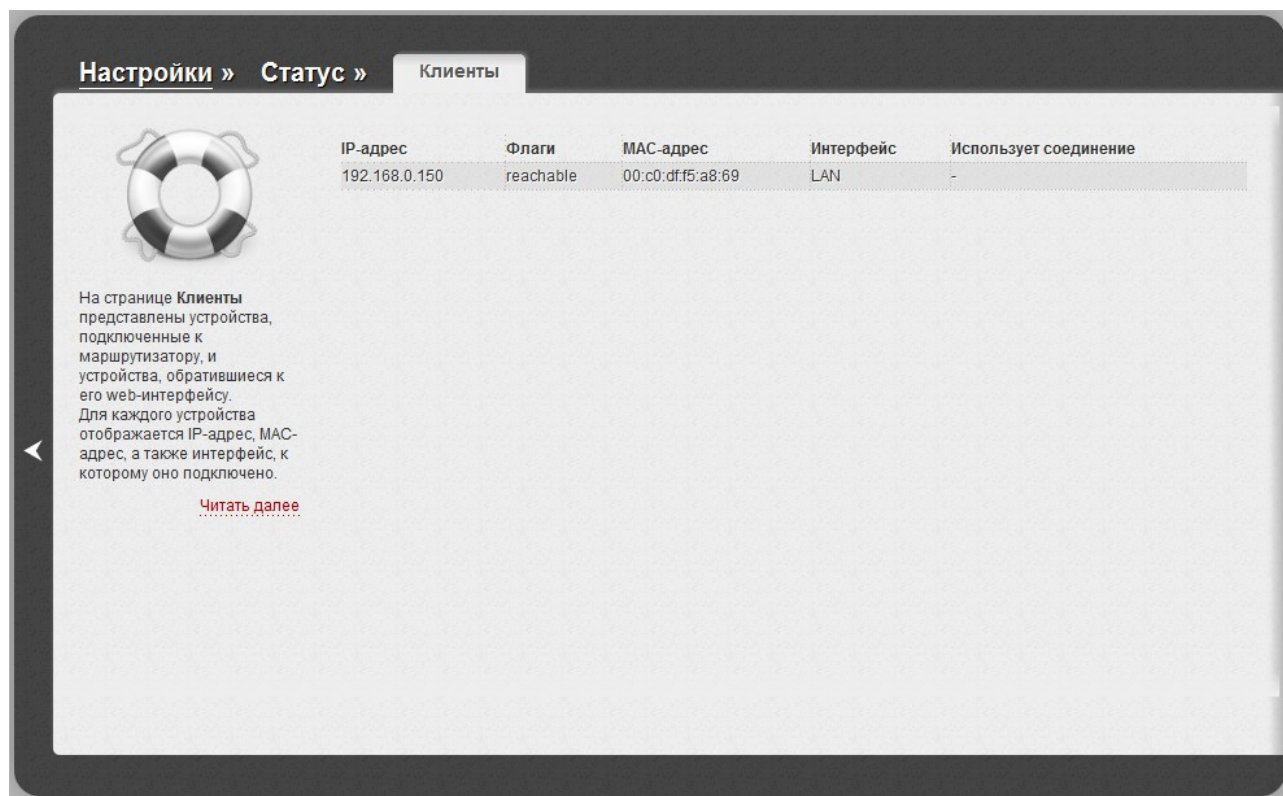 Настройки » Статус » Клиенты
IP-адрес Флаги MAC-адрес Интерфейс Использует соединение
192.168.0.150 reachable 00:c0:df:f5:a8:69 LAN -
На странице Клиенты
представлены устройства,
подключенные к
маршрутизатору, и
устройства, обратившиеся к
его web-интерфейсу.
Для каждого устройства
отображается IP-адрес, MAC-
адрес, а также интерфейс, к
которому оно подключено.
Читать далее